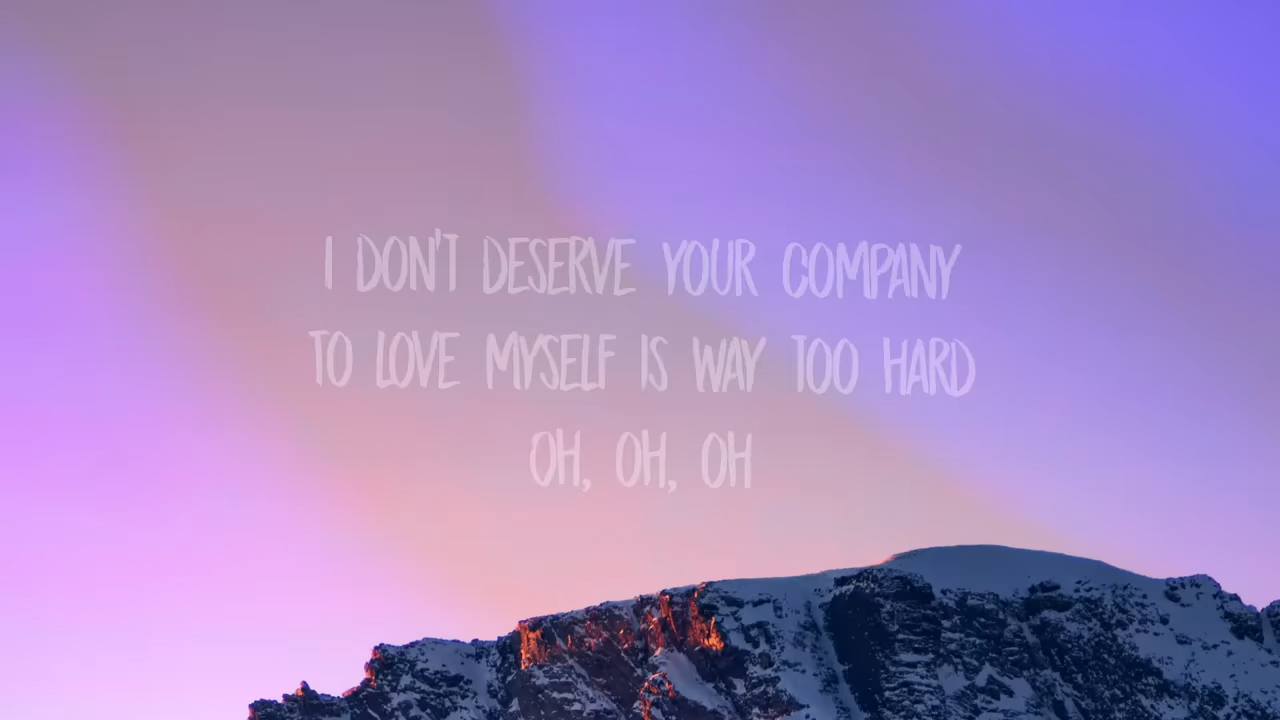 I DON'T DESERVE YOUR COMPANY
TO LOVE MYSELF IS WAY TOO HARD
OH, OH, OH